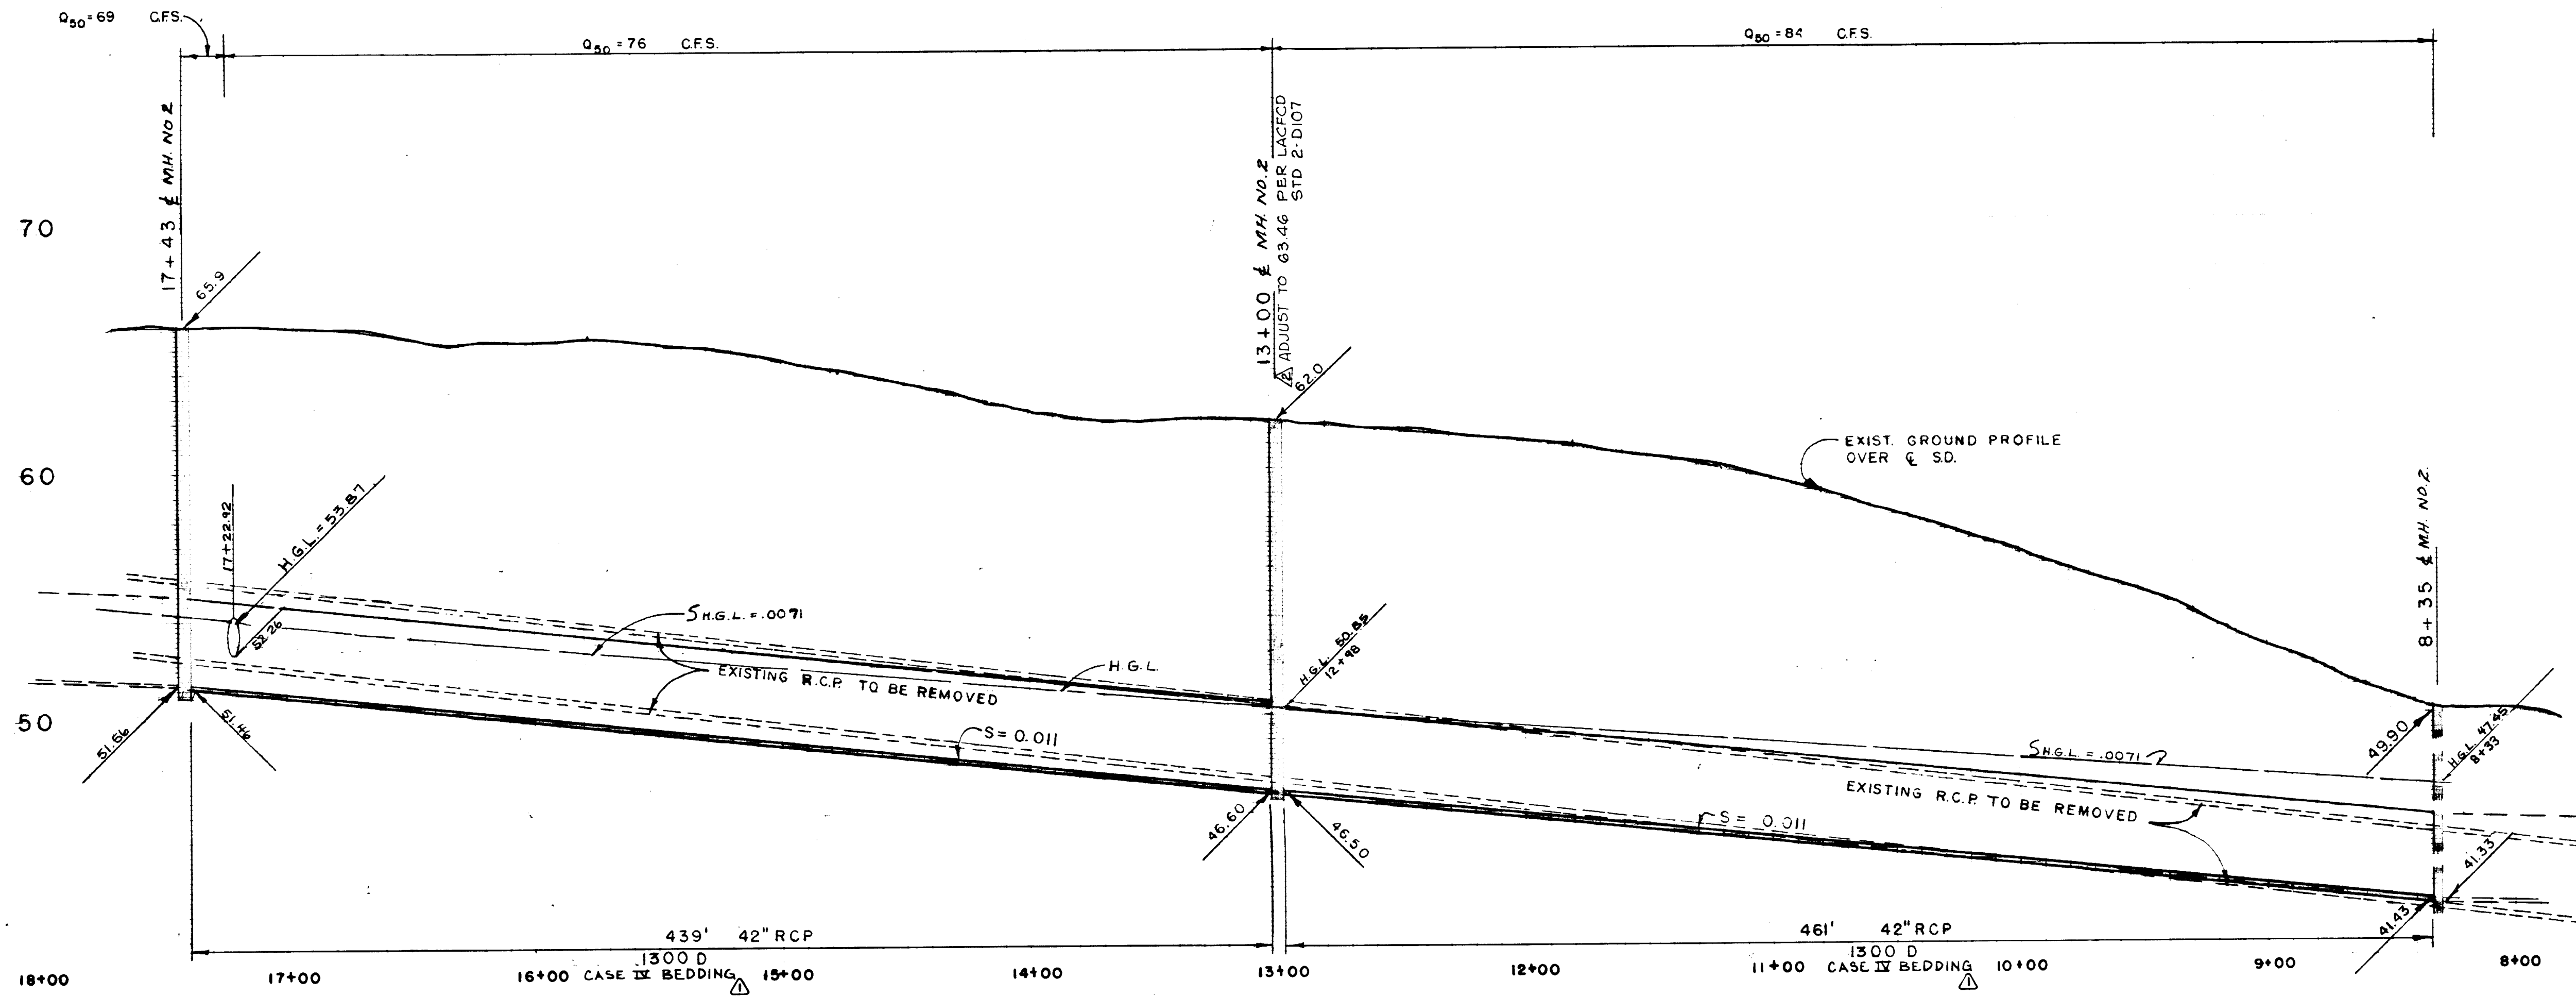 Q50 = 69 C.F.S.
Q50 = 76 C.F.S.
Q50 = 84 C.F.S.
17+43 ℄ M.H. NO 2
13+00 ℄ M.H. NO. 2
2 ADJUST TO 63.46 PER LACFCD
STD 2-D107
70
65.9
62.0
EXIST. GROUND PROFILE
OVER ℄ S.D.
60
8+35 ℄ M.H. NO. 2.
17+22.92
H.G.L. = 53.87
52.26
S H.G.L. = .0071
H.G.L.
EXISTING R.C.P. TO BE REMOVED
H.G.L. 50.85
12+98
50
51.56
51.46
S = 0.011
49.90
H.G.L. 47.45
8+33
S H.G.L. = .0071
EXISTING R.C.P. TO BE REMOVED
46.60
46.50
S = 0.011
41.33
41.43
439' 42" RCP
1300 D
CASE IV BEDDING
1
461' 42" RCP
1300 D
CASE IV BEDDING
1
18+00 17+00 16+00 15+00 14+00 13+00 12+00 11+00 10+00 9+00 8+00